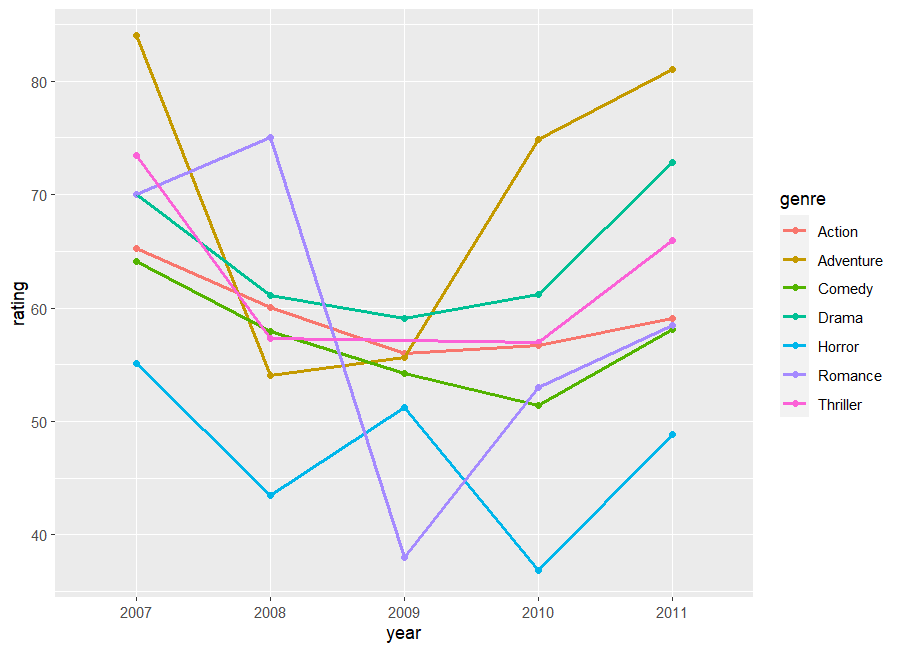 80
70
60
50
40
rating
2007 2008 2009 2010 2011
year
genre
Action
Adventure
Comedy
Drama
Horror
Romance
Thriller